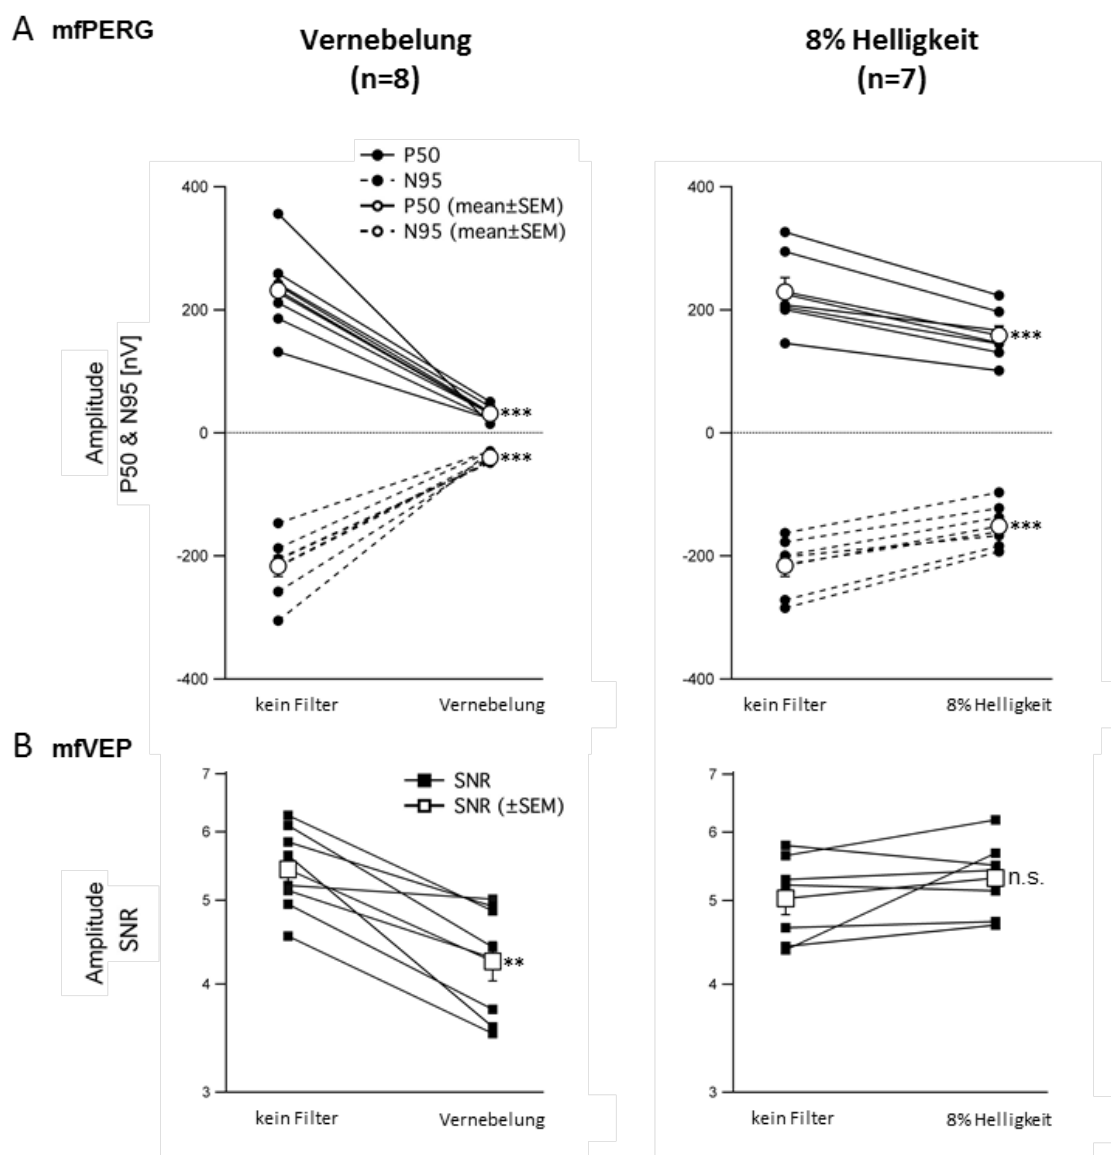 A mfPERG
Vernebelung
(n=8)
8% Helligkeit
(n=7)
P50
N95
P50 (mean±SEM)
N95 (mean±SEM)
Amplitude
P50 & N95 [nV]
400
200
0
-200
-400
***
***
kein Filter
Vernebelung
400
200
0
-200
-400
***
***
kein Filter
8% Helligkeit
B mfVEP
SNR
SNR (±SEM)
Amplitude
SNR
7
6
5
4
3
**
kein Filter
Vernebelung
7
6
5
4
3
n.s.
kein Filter
8% Helligkeit